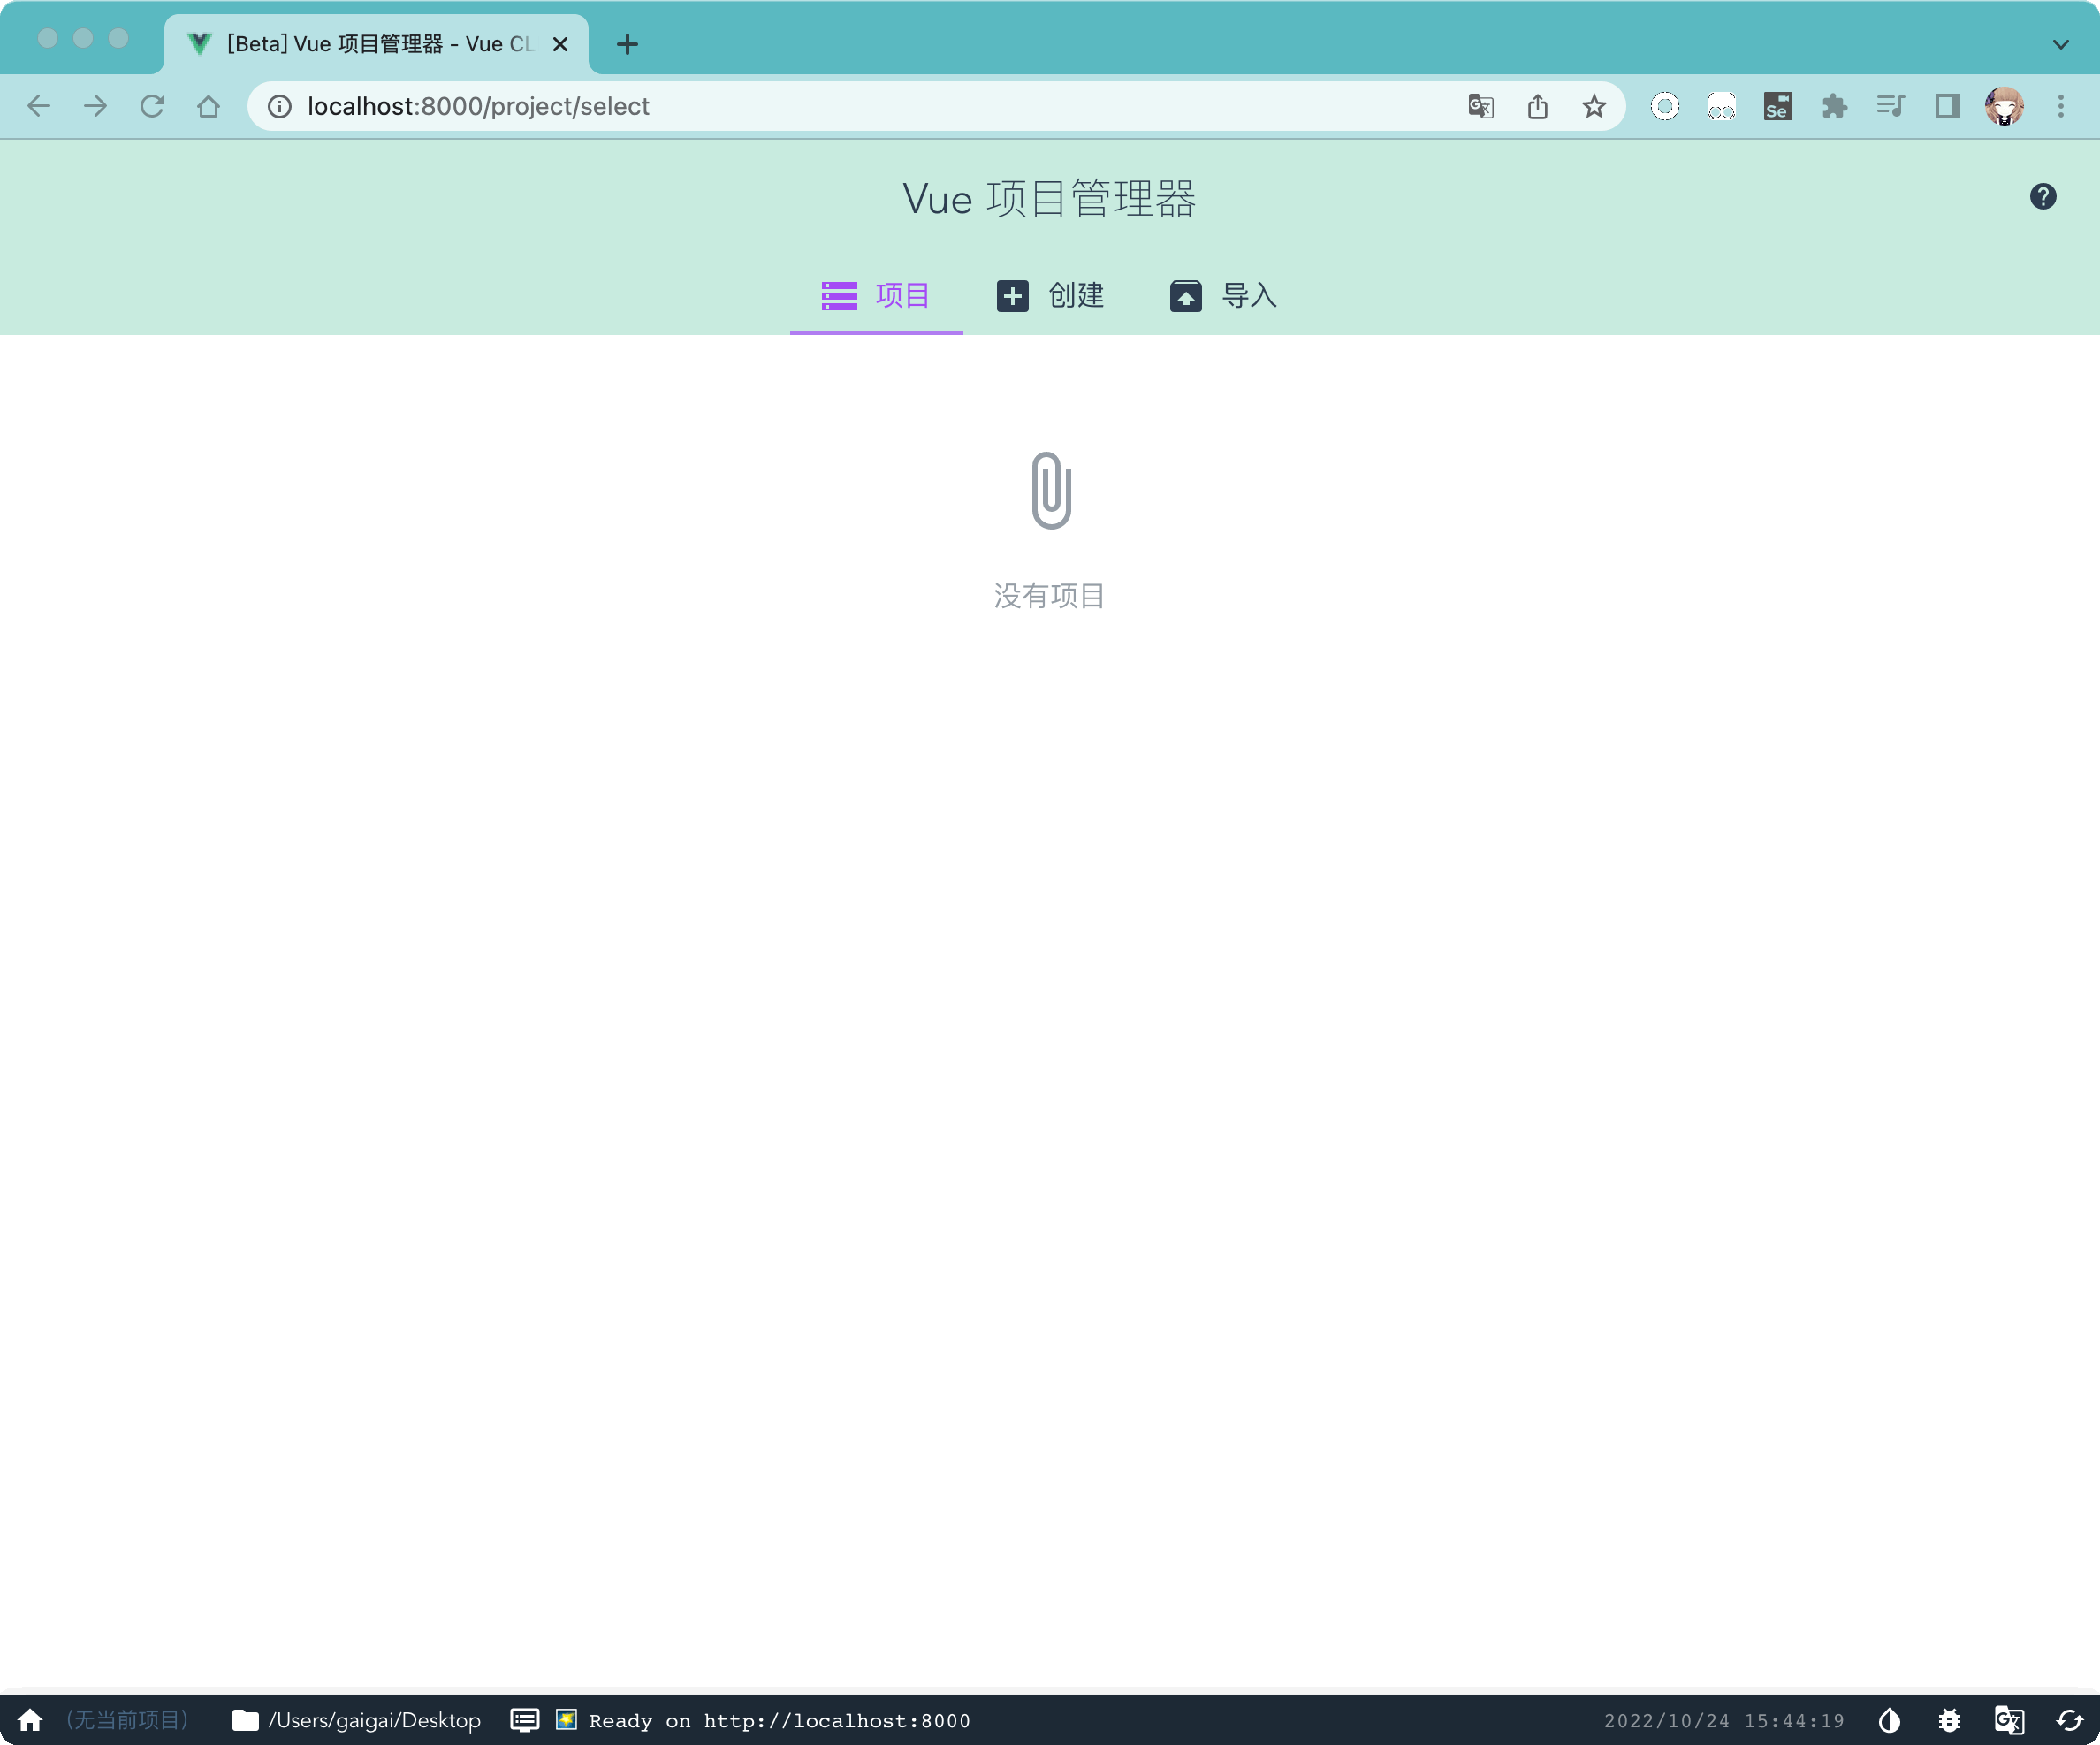 [Beta] Vue 项目管理器 - Vue CL
localhost:8000/project/select
Se
Vue 项目管理器
项目
创建
导入
没有项目
(无当前项目)
/Users/gaigai/Desktop
Ready on http://localhost:8000
2022/10/24 15:44:19